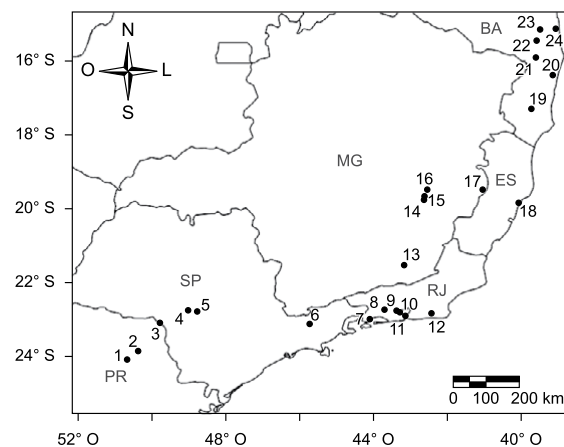 BA
23
24
22
21
20
19
16° S
N
O
L
S
18° S
MG
16
15
14
17
ES
18
20° S
13
22° S
SP
RJ
8
9
10
4
5
6
7
11
12
3
2
1
24° S
PR
0
100
200 km
52° O
48° O
44° O
40° O